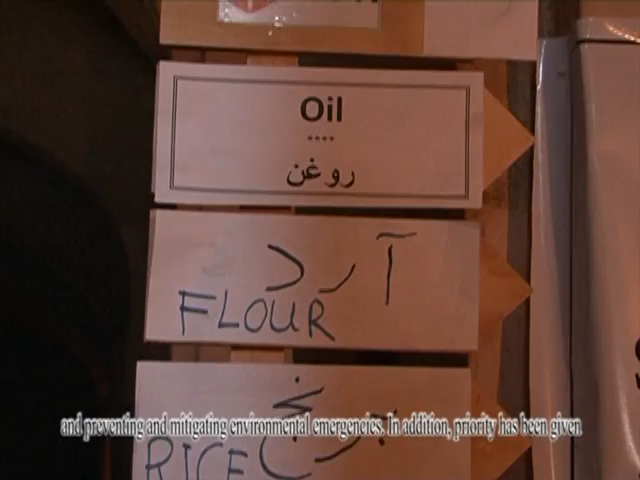 Oil
****
روغن
آرد
FLOUR
برنج
and preventing and mitigating environmental emergencies. In addition, priority has been given
RICE